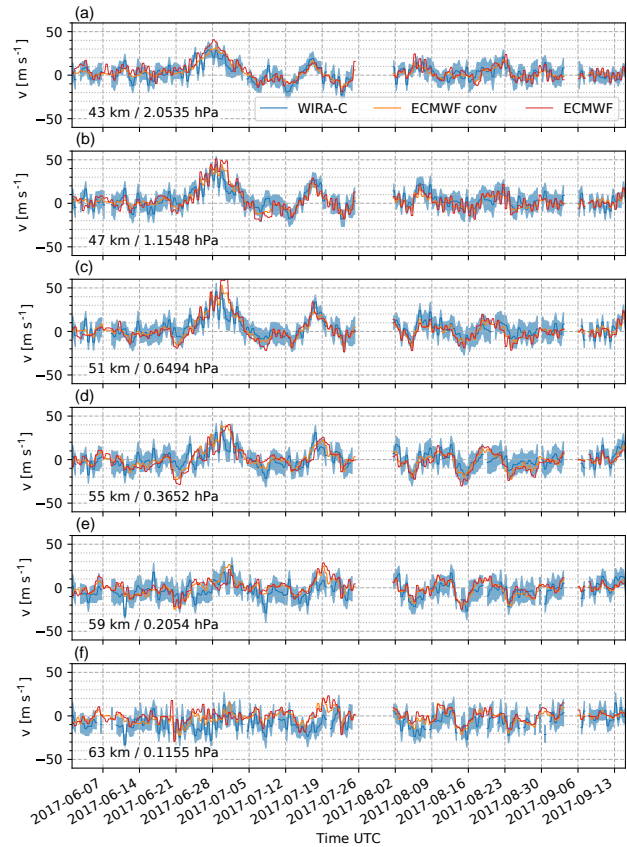 (a)
50
0
−50
v [m s-1]
43 km / 2.0535 hPa
WIRA-C
ECMWF conv
ECMWF
(b)
50
0
−50
v [m s-1]
47 km / 1.1548 hPa
(c)
50
0
−50
v [m s-1]
51 km / 0.6494 hPa
(d)
50
0
−50
v [m s-1]
55 km / 0.3652 hPa
(e)
50
0
−50
v [m s-1]
59 km / 0.2054 hPa
(f)
50
0
−50
v [m s-1]
63 km / 0.1155 hPa
2017-06-07
2017-06-14
2017-06-21
2017-06-28
2017-07-05
2017-07-12
2017-07-19
2017-07-26
2017-08-02
2017-08-09
2017-08-16
2017-08-23
2017-08-30
2017-09-06
2017-09-13
Time UTC